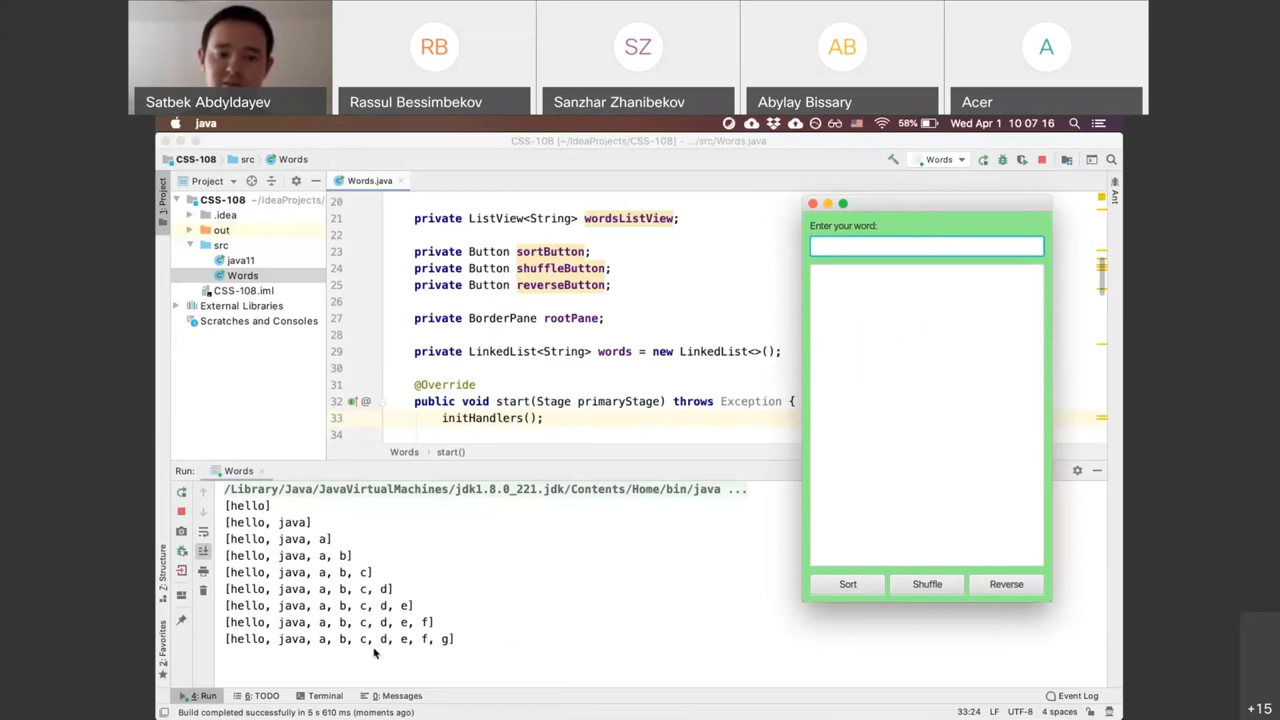 RB
SZ
AB
A
Satbek Abdyldayev
Rassul Bessimbekov
Sanzhar Zhanibekov
Abylay Bissary
Acer
java
58%
Wed Apr 1 10 07 16
CSS-108 [~/IdeaProjects/CSS-108] - .../src/Words.java
CSS-108
src
Words
Words
Project
Words.java
1: Project
Ant
CSS-108 ~/IdeaProjects/
.idea
out
src
java11
Words
CSS-108.iml
External Libraries
Scratches and Consoles
20
21 private ListView<String> wordsListView;
23 private Button sortButton;
24 private Button shuffleButton;
25 private Button reverseButton;
26
27 private BorderPane rootPane;
28
29 private LinkedList<String> words = new LinkedList<>();
30
31 @Override
32 public void start(Stage primaryStage) throws Exception {
33 initHandlers();
34
Words start()
Enter your word:
Sort
Shuffle
Reverse
Run: Words
/Library/Java/JavaVirtualMachines/jdk1.8.0_221.jdk/Contents/Home/bin/java ...
[hello]
[hello, java]
[hello, java, a]
[hello, java, a, b]
[hello, java, a, b, c]
[hello, java, a, b, c, d]
[hello, java, a, b, c, d, e]
[hello, java, a, b, c, d, e, f]
[hello, java, a, b, c, d, e, f, g]
7: Structure
2: Favorites
4: Run
6: TODO
Terminal
0: Messages
Event Log
Build completed successfully in 5 s 610 ms (moments ago)
33:24 LF UTF-8 4 spaces
+15